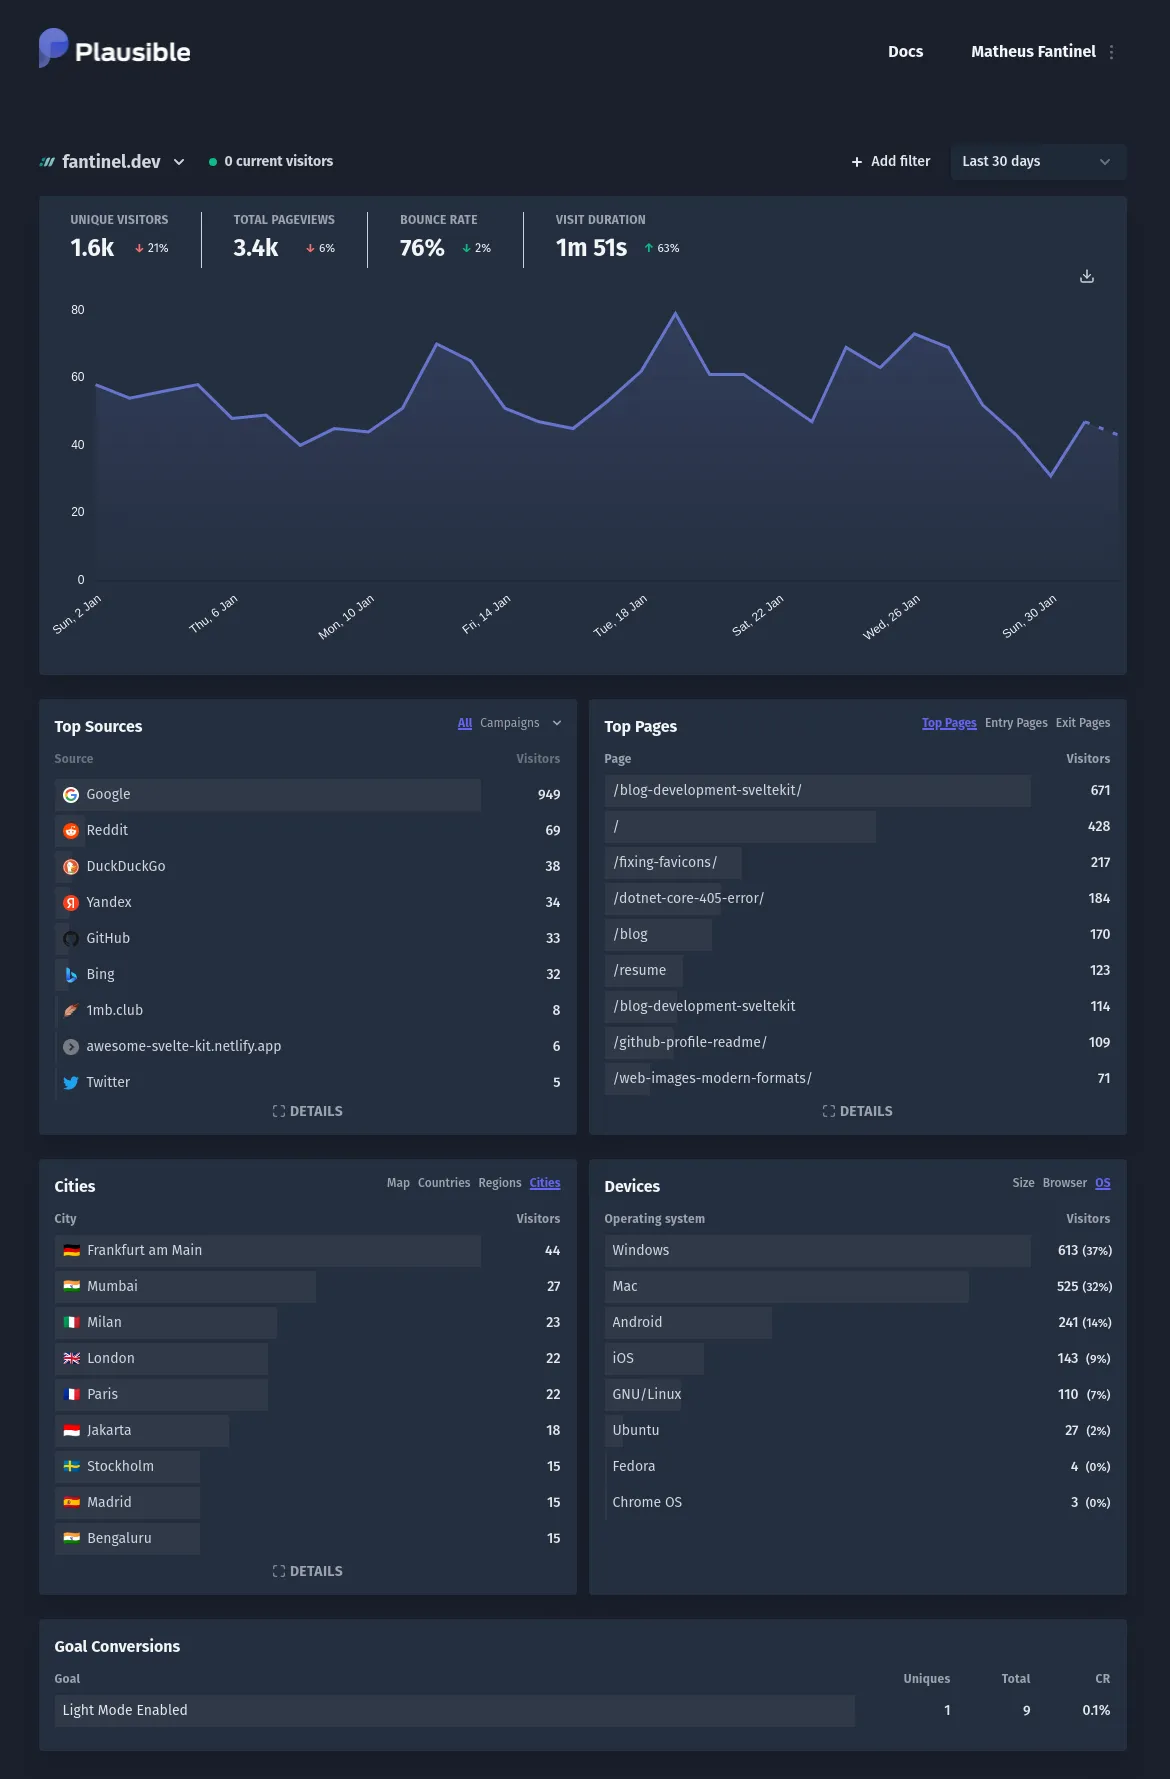 Plausible
Docs Matheus Fantinel
fantinel.dev 0 current visitors + Add filter Last 30 days
UNIQUE VISITORS TOTAL PAGEVIEWS BOUNCE RATE VISIT DURATION
1.6k ↓ 21% 3.4k ↓ 6% 76% ↓ 2% 1m 51s ↑ 63%
80
60
40
20
0
Sun, 2 Jan Thu, 6 Jan Mon, 10 Jan Fri, 14 Jan Tue, 18 Jan Sat, 22 Jan Wed, 26 Jan Sun, 30 Jan
Top Sources All Campaigns
Source Visitors
Google 949
Reddit 69
DuckDuckGo 38
Yandex 34
GitHub 33
Bing 32
1mb.club 8
awesome-svelte-kit.netlify.app 6
Twitter 5
DETAILS
Top Pages Top Pages Entry Pages Exit Pages
Page Visitors
/blog-development-sveltekit/ 671
/ 428
/fixing-favicons/ 217
/dotnet-core-405-error/ 184
/blog 170
/resume 123
/blog-development-sveltekit 114
/github-profile-readme/ 109
/web-images-modern-formats/ 71
DETAILS
Cities Map Countries Regions Cities
City Visitors
Frankfurt am Main 44
Mumbai 27
Milan 23
London 22
Paris 22
Jakarta 18
Stockholm 15
Madrid 15
Bengaluru 15
DETAILS
Devices Size Browser OS
Operating system Visitors
Windows 613 (37%)
Mac 525 (32%)
Android 241 (14%)
iOS 143 (9%)
GNU/Linux 110 (7%)
Ubuntu 27 (2%)
Fedora 4 (0%)
Chrome OS 3 (0%)
Goal Conversions
Goal Uniques Total CR
Light Mode Enabled 1 9 0.1%